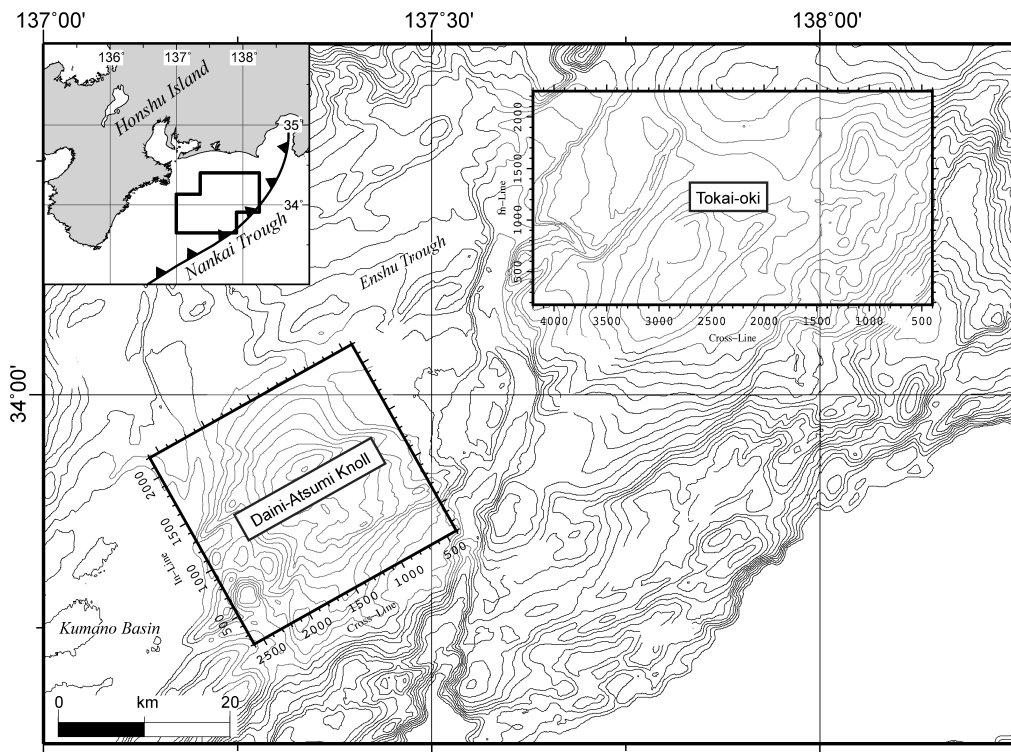 137˚00'
137˚30'
138˚00'
136˚
137˚
138˚
Honshu Island
35˚
34˚
Nankai Trough
Enshu Trough
2000
1500
1000
500
In−Line
Tokai-oki
4000 3500 3000 2500 2000 1500 1000 500
Cross−Line
34˚00'
Daini-Atsumi Knoll
2000
1500
1000
500
In−Line
2500 2000 1500 1000 500
Cross−Line
Kumano Basin
0 km 20